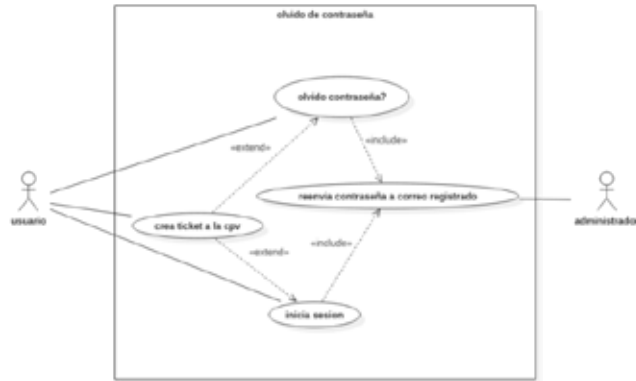 olvido de contraseña
olvido contraseña?
«extend»
«include»
reenvia contraseña a correo registrado
usuario
administrado
crea ticket a la cpv
«extend»
«include»
inicia sesion